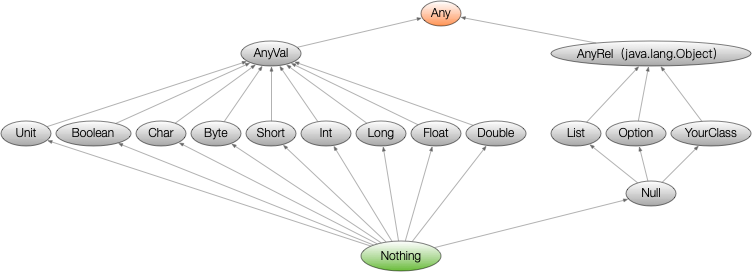 Any
AnyVal
AnyRel (java.lang.Object)
Unit
Boolean
Char
Byte
Short
Int
Long
Float
Double
List
Option
YourClass
Null
Nothing